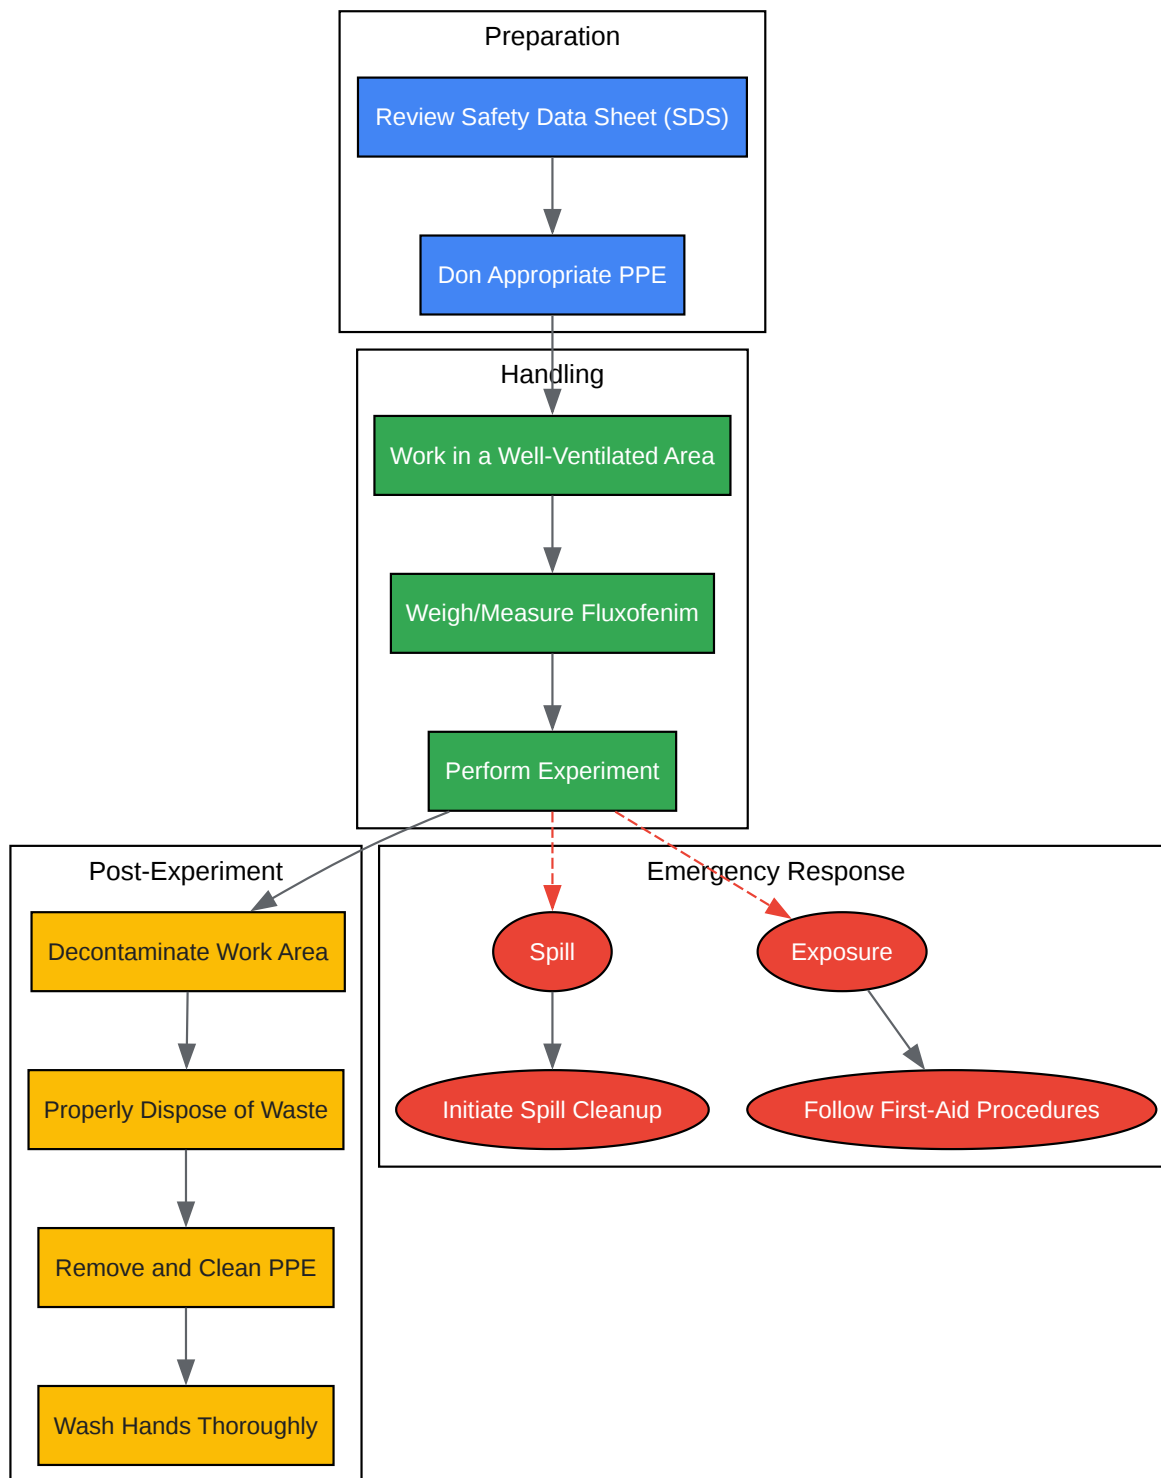 Preparation
Review Safety Data Sheet (SDS)
Don Appropriate PPE
Handling
Work in a Well-Ventilated Area
Weigh/Measure Fluxofenim
Perform Experiment
Post-Experiment
Decontaminate Work Area
Properly Dispose of Waste
Remove and Clean PPE
Wash Hands Thoroughly
Emergency Response
Spill
Exposure
Initiate Spill Cleanup
Follow First-Aid Procedures